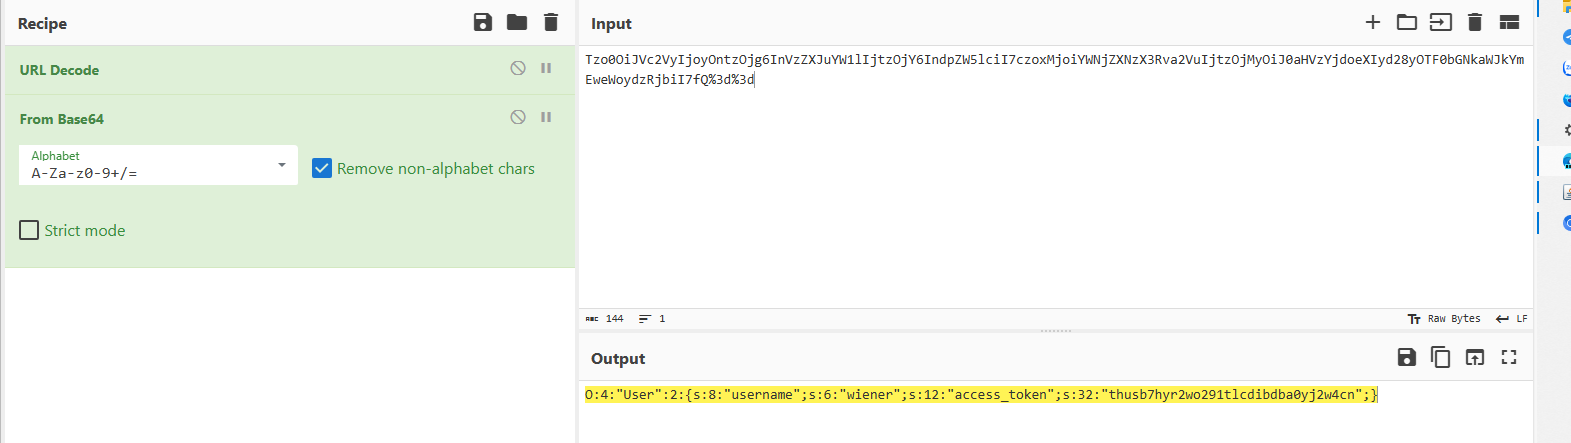 Recipe
URL Decode
From Base64
Alphabet
A-Za-z0-9+/=
Remove non-alphabet chars
Strict mode
Input
Tzo0OiJVc2VyIjoyOntzOjg6InVzZXJuYW1lIjtzOjY6IndpZW5lciI7czoxMjoiYWNjZXNzX3Rva2VuIjtzOjMyOiJ0aHVzYjdoeXIyd28yOTF0bGNkaWJkYm
EweWoydzRjbiI7fQ%3d%3d
ABC 144 1
Tт Raw Bytes LF
Output
O:4:"User":2:{s:8:"username";s:6:"wiener";s:12:"access_token";s:32:"thusb7hyr2wo291tlcdibdba0yj2w4cn";}